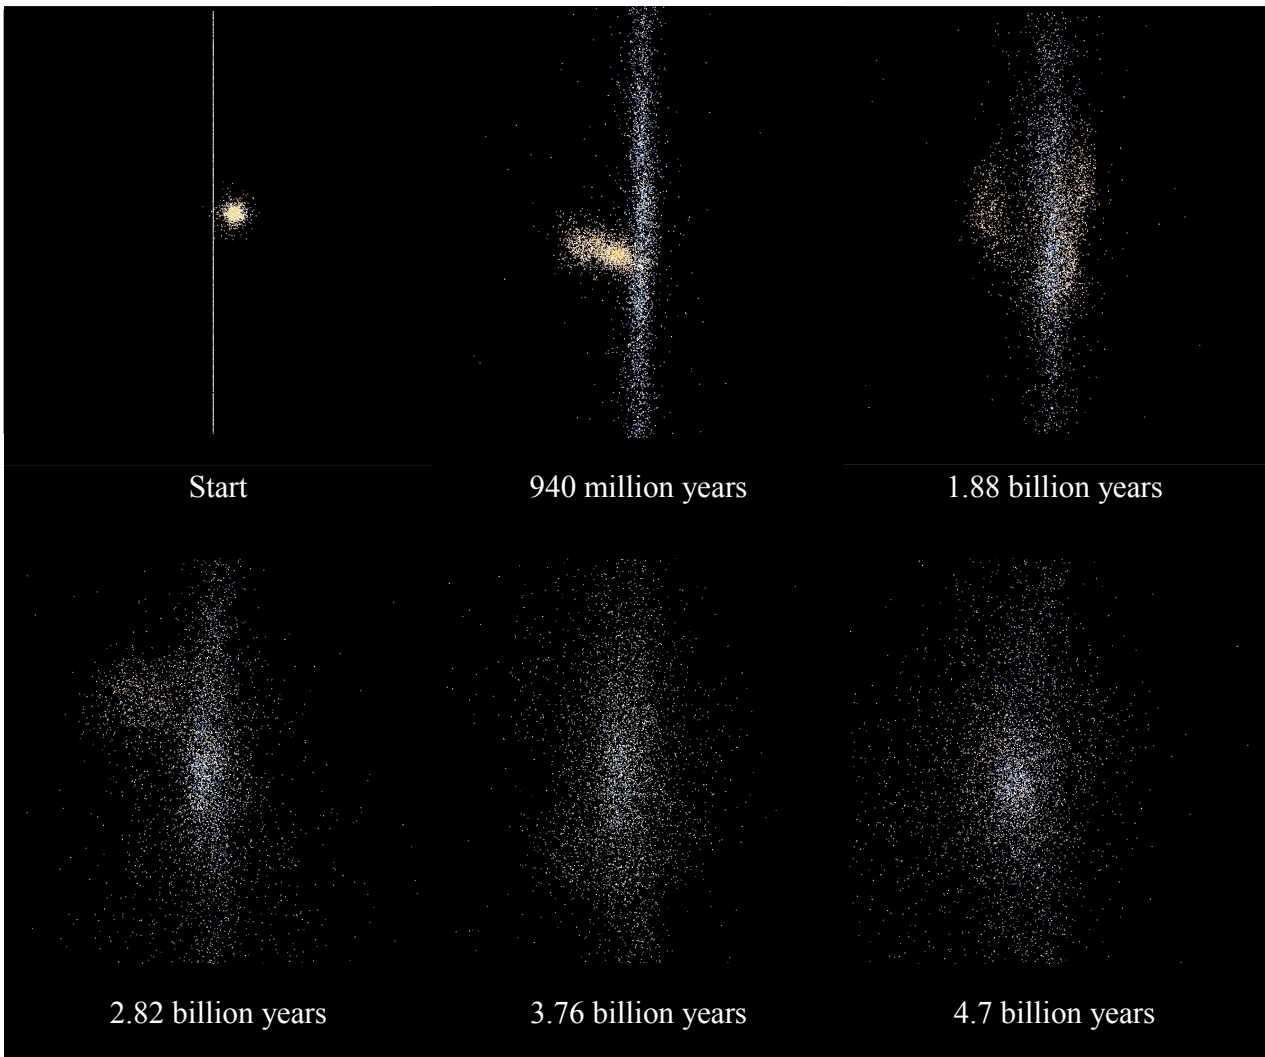 Start
940 million years
1.88 billion years
2.82 billion years
3.76 billion years
4.7 billion years